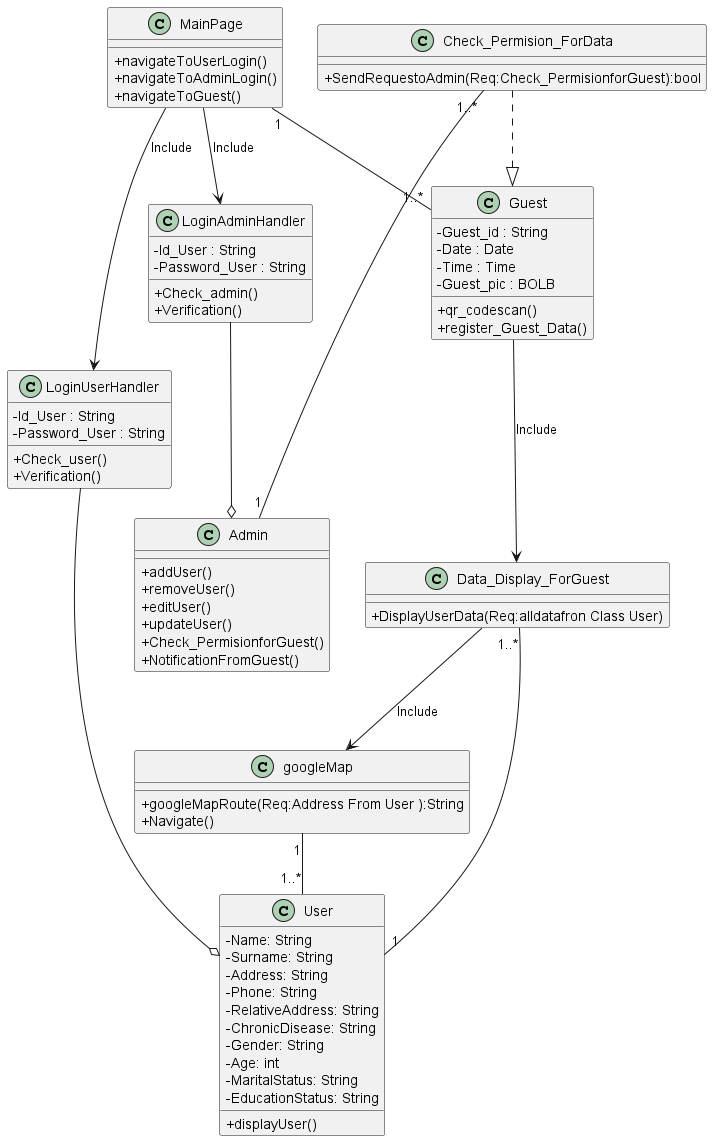 C MainPage
+navigateToUserLogin()
+navigateToAdminLogin()
+navigateToGuest()
C Check_Permision_ForData
+SendRequestoAdmin(Req:Check_PermisionforGuest):bool
1
1..*
Include
Include
1..*
C LoginAdminHandler
-Id_User : String
-Password_User : String
+Check_admin()
+Verification()
C Guest
-Guest_id : String
-Date : Date
-Time : Time
-Guest_pic : BOLB
+qr_codescan()
+register_Guest_Data()
C LoginUserHandler
-Id_User : String
-Password_User : String
+Check_user()
+Verification()
Include
1
C Admin
+addUser()
+removeUser()
+editUser()
+updateUser()
+Check_PermisionforGuest()
+NotificationFromGuest()
C Data_Display_ForGuest
+DisplayUserData(Req:alldatafron Class User)
1..*
Include
C googleMap
+googleMapRoute(Req:Address From User ):String
+Navigate()
1
1..*
C User
-Name: String
-Surname: String
-Address: String
-Phone: String
-RelativeAddress: String
-ChronicDisease: String
-Gender: String
-Age: int
-MaritalStatus: String
-EducationStatus: String
+displayUser()
1